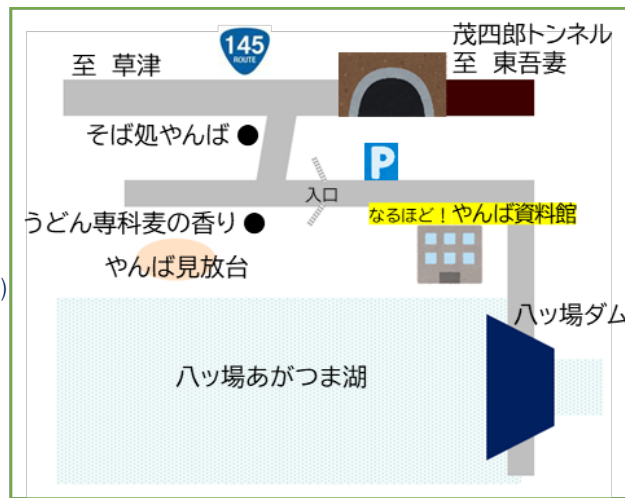 145
ROUTE
茂四郎トンネル
至 草津
至 東吾妻
そば処やんば
P
入口
なるほど！やんば資料館
うどん専科麦の香り
やんば見放台
)
八ッ場ダム
八ッ場あがつま湖